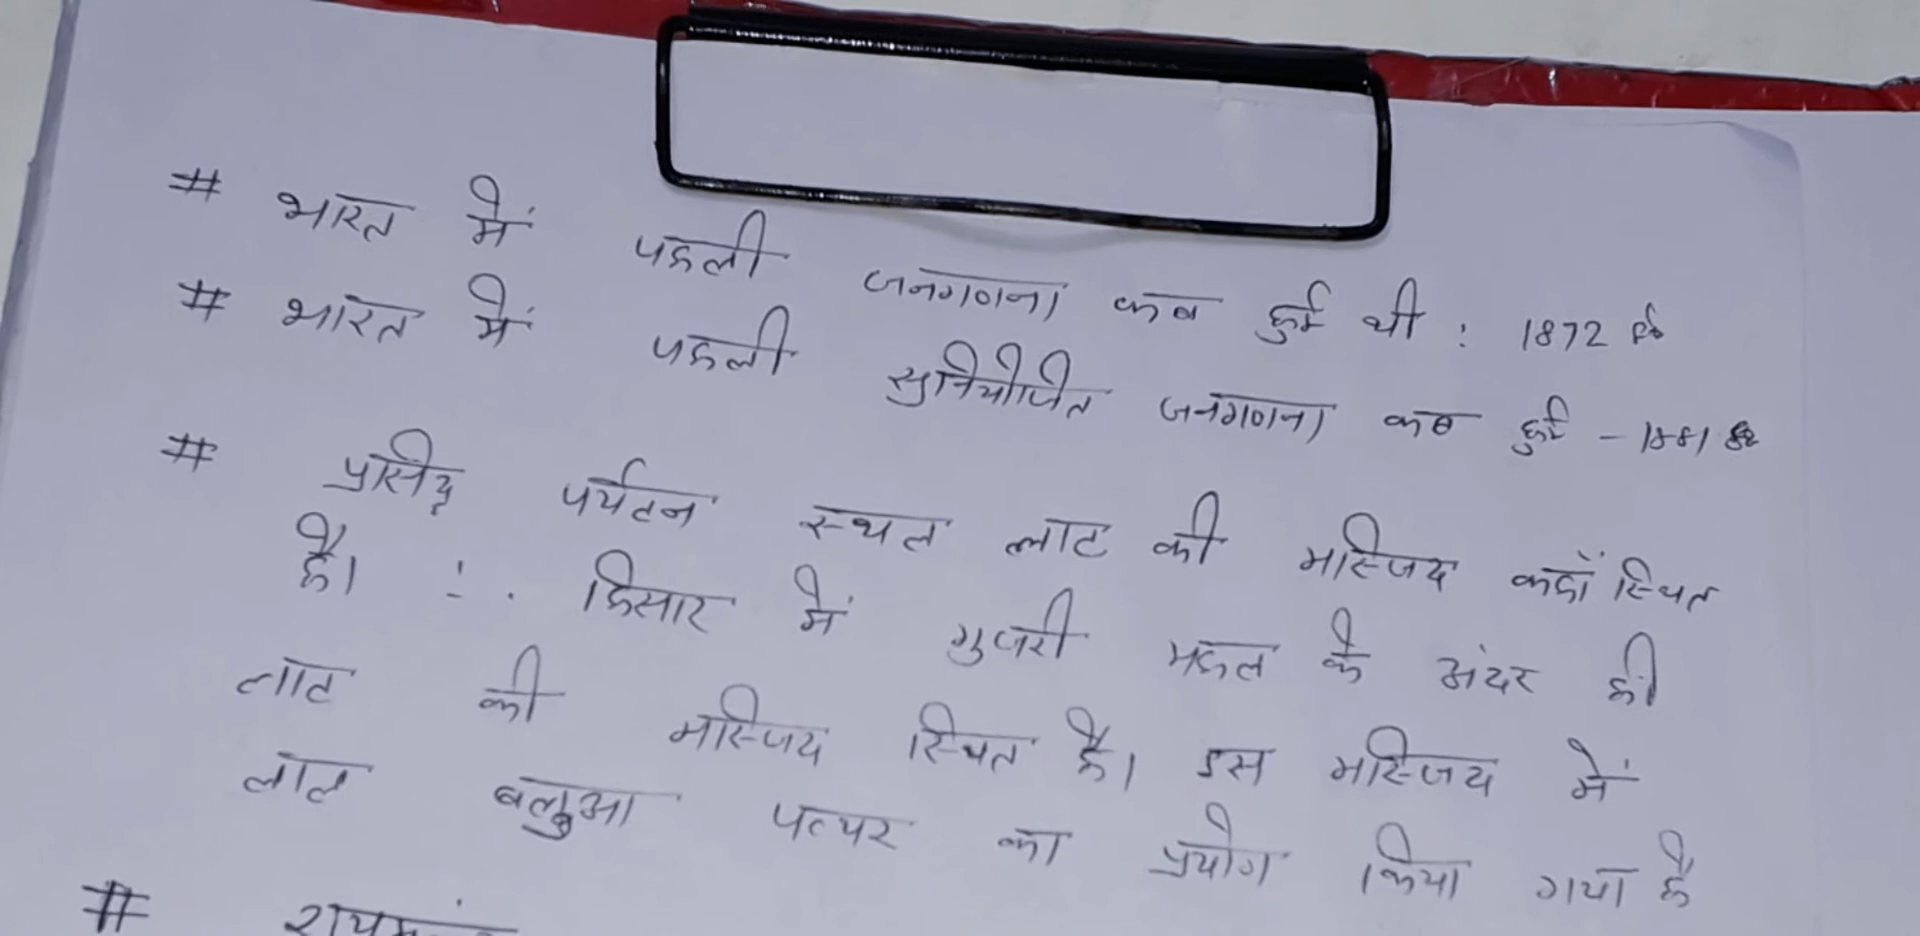 # भारत में पहली जनगणना कब हुई थी : 1872 ई०
# भारत में पहली सुनियोजित जनगणना कब हुई - 1881 ई०
# प्रसिद्ध पर्यटन स्थल लाट की मस्जिद कहाँ स्थित
है। :- हिसार में गुजरी महल के अंदर ही
लाट की मस्जिद स्थित है। इस मस्जिद में
लाल बलुआ पत्थर का प्रयोग किया गया है
#